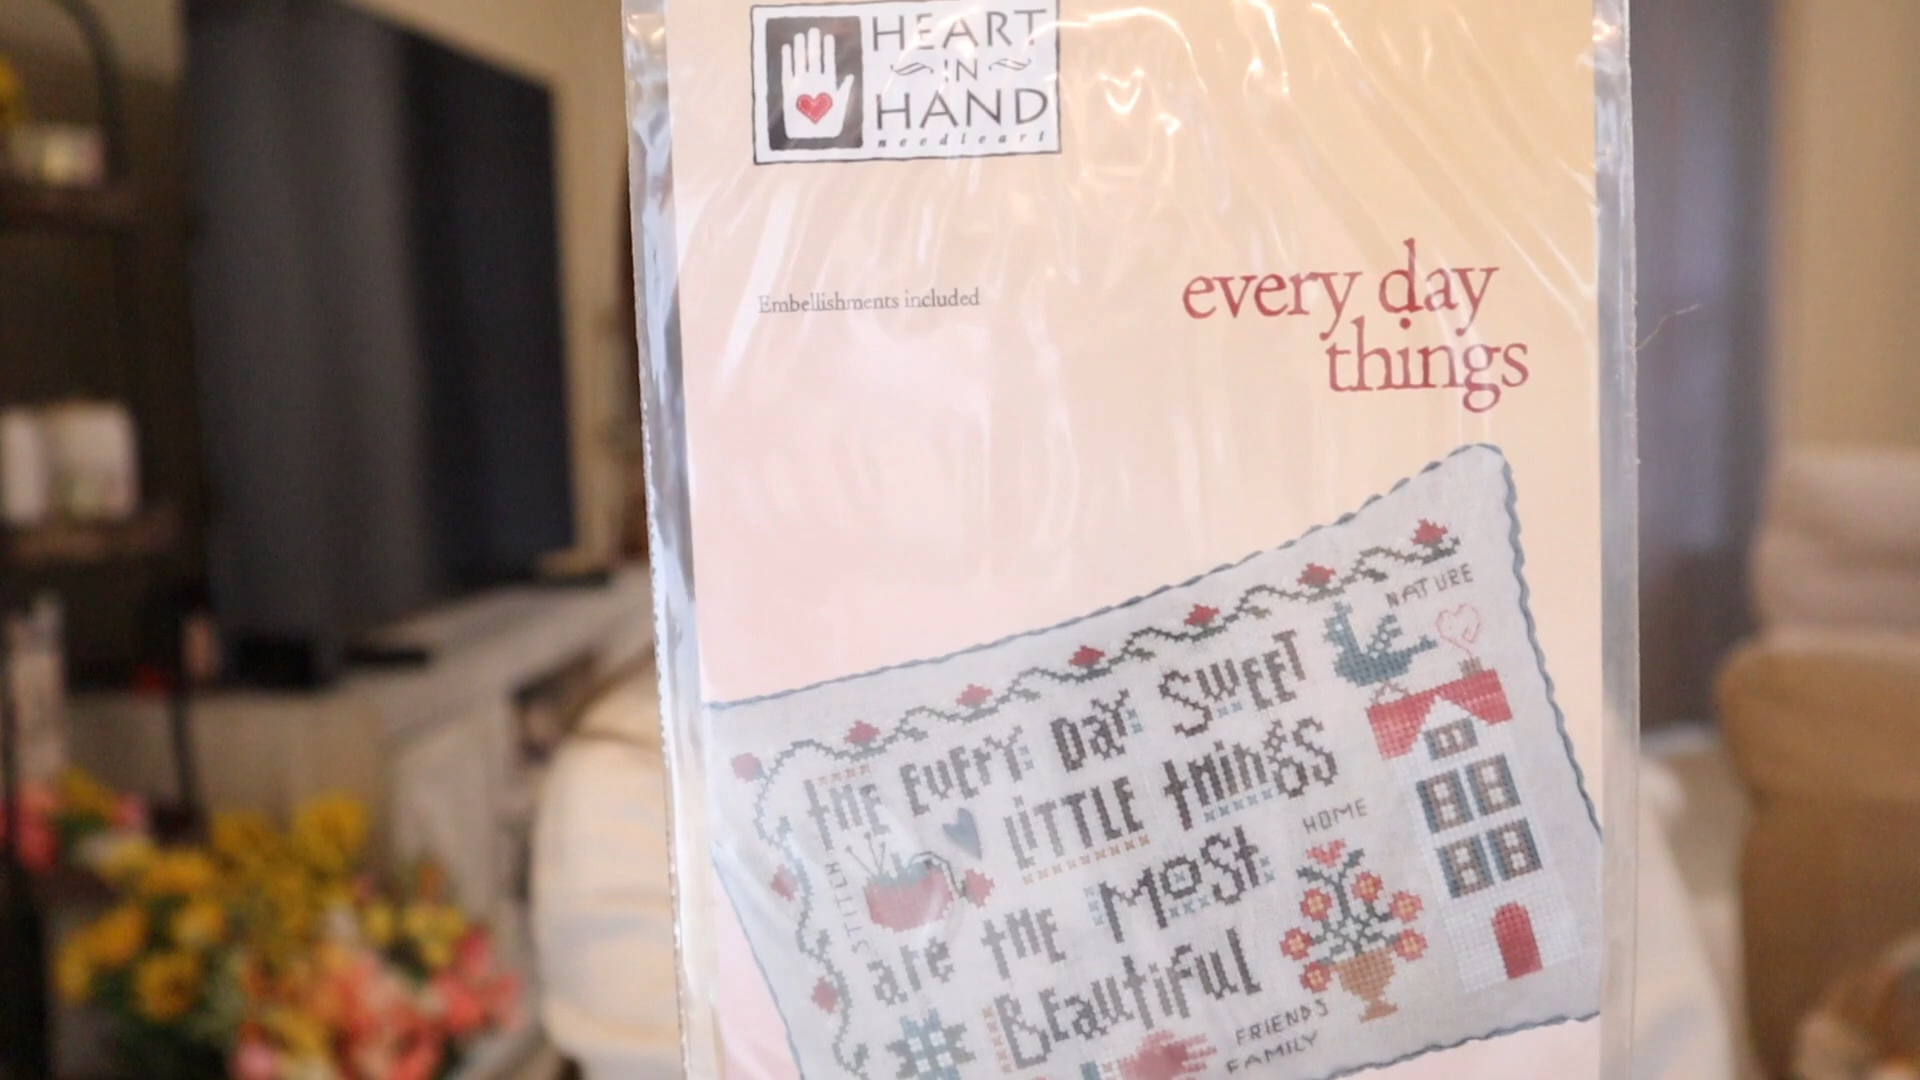 HEART
IN
HAND
needleart
Embellishments included
every day
things
NATURE
tHE EVERY DaY SWEET
LiTTLE tHiNGS
HOME
STITCH
arE tHE MoSt
BEautiFul
FRIENDS
FAMILY